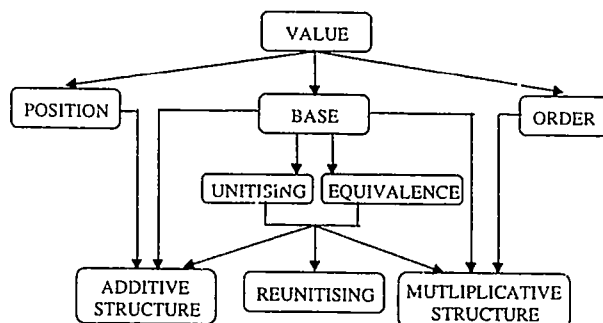 VALUE
POSITION
BASE
ORDER
UNITISING
EQUIVALENCE
ADDITIVE
STRUCTURE
REUNITISING
MUTLIPLICATIVE
STRUCTURE